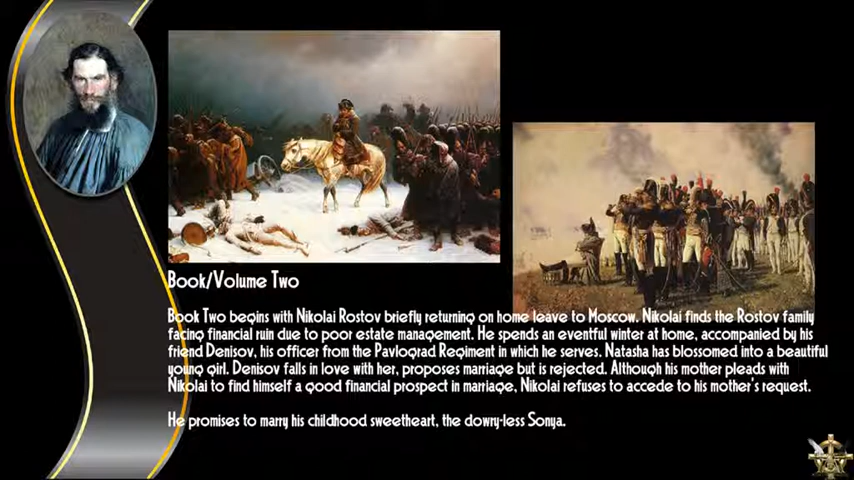 Book/Volume Two
Book Two begins with Nikolai Rostov briefly returning on home leave to Moscow. Nikolai finds the Rostov family
facing financial ruin due to poor estate management. He spends an eventful winter at home, accompanied by his
friend Denisov, his officer from the Pavlograd Regiment in which he serves. Natasha has blossomed into a beautiful
young girl. Denisov falls in love with her, proposes marriage but is rejected. Although his mother pleads with
Nikolai to find himself a good financial prospect in marriage, Nikolai refuses to accede to his mother's request.
He promises to marry his childhood sweetheart, the dowry-less Sonya.